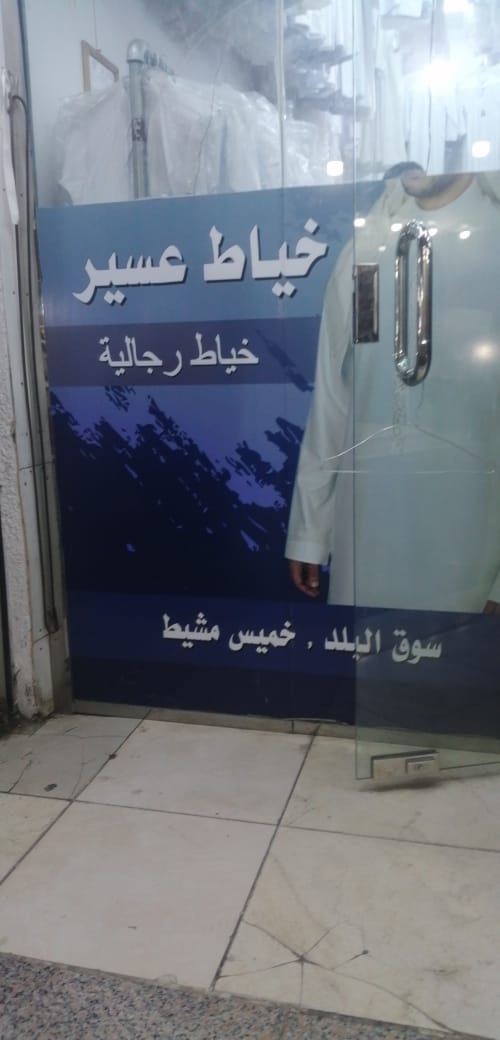 خياط عسير
خياط رجالية
سوق البلد , خميس مشيط